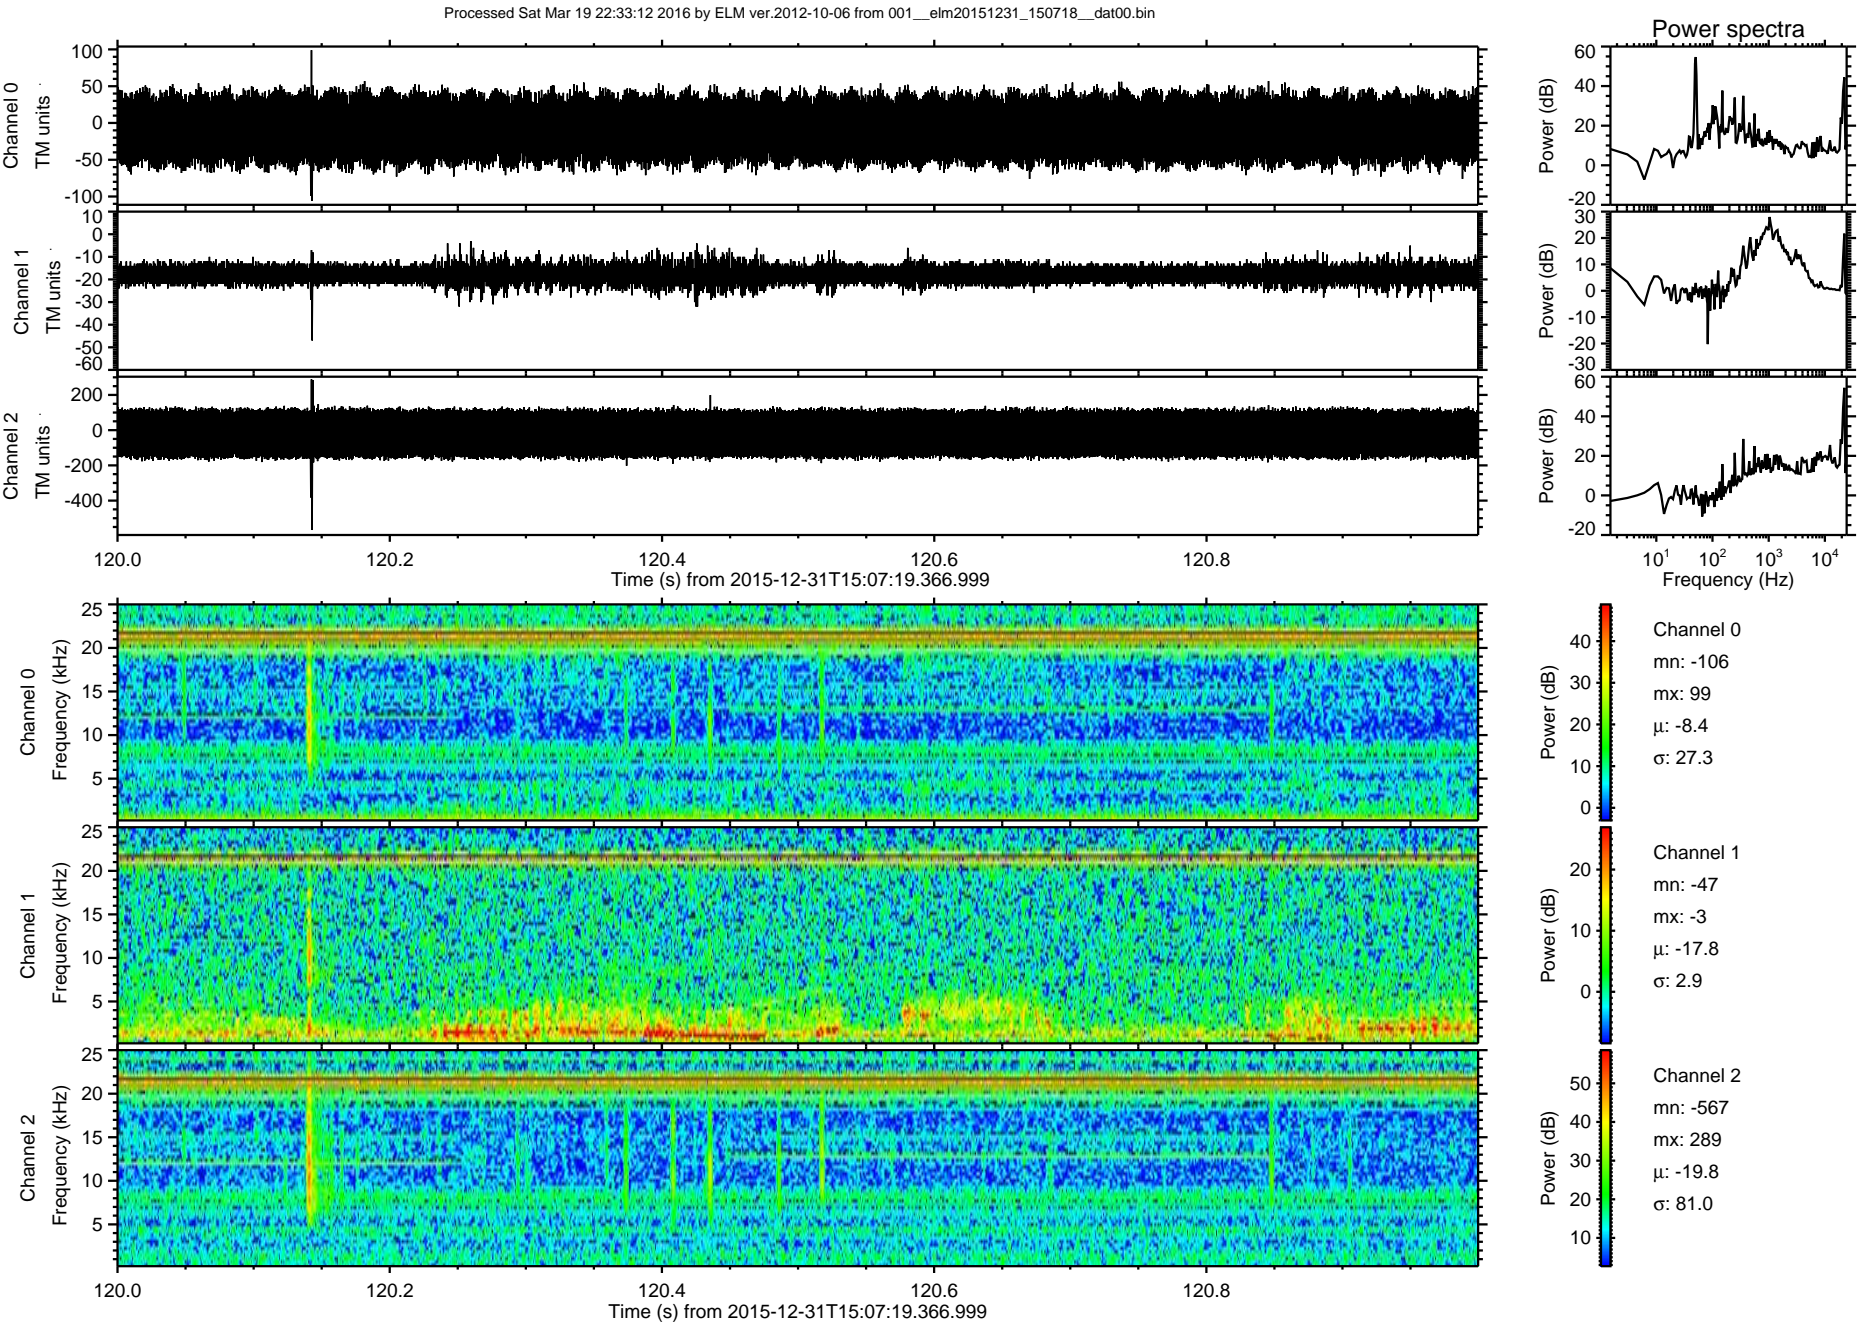 Processed Sat Mar 19 22:33:12 2016 by ELM ver.2012-10-06 from 001__elm20151231_150718__dat00.bin
Power spectra
Channel 0
TM units
100
50
0
-50
-100
Power (dB)
60
40
20
0
-20
Channel 1
TM units
10
0
-10
-20
-30
-40
-50
-60
Power (dB)
30
20
10
0
-10
-20
-30
Channel 2
TM units
200
0
-200
-400
Power (dB)
60
40
20
0
-20
120.0 120.2 120.4 120.6 120.8
Time (s) from 2015-12-31T15:07:19.366.999
10¹ 10² 10³ 10⁴
Frequency (Hz)
Channel 0
Frequency (kHz)
25
20
15
10
5
Power (dB)
40
30
20
10
0
Channel 0
mn: -106
mx: 99
μ: -8.4
σ: 27.3
Channel 1
Frequency (kHz)
25
20
15
10
5
Power (dB)
20
10
0
Channel 1
mn: -47
mx: -3
μ: -17.8
σ: 2.9
Channel 2
Frequency (kHz)
25
20
15
10
5
Power (dB)
50
40
30
20
10
Channel 2
mn: -567
mx: 289
μ: -19.8
σ: 81.0
120.0 120.2 120.4 120.6 120.8
Time (s) from 2015-12-31T15:07:19.366.999